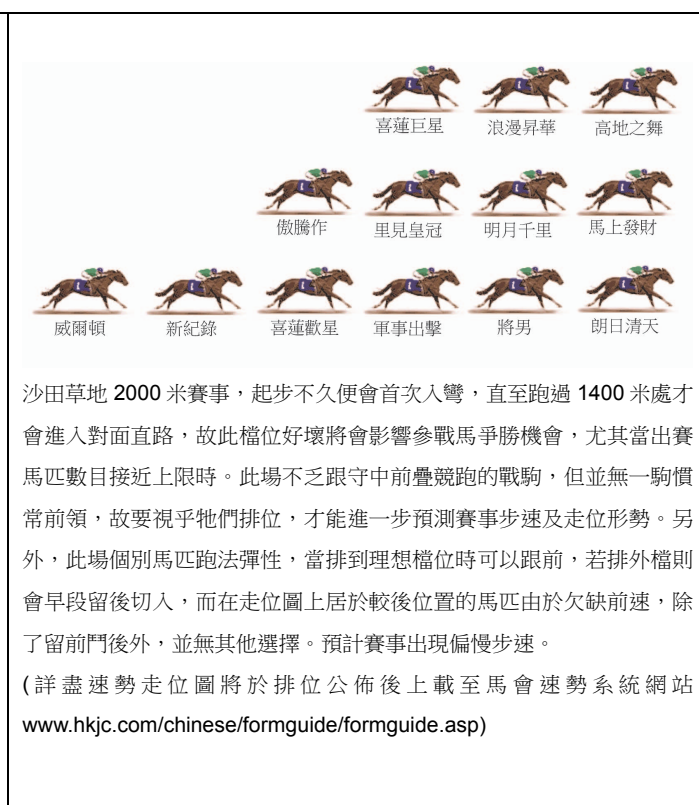 喜蓮巨星 浪漫昇華 高地之舞
傲騰作 里見皇冠 明月千里 馬上發財
威爾頓 新紀錄 喜蓮歡星 軍事出擊 將男 朗日清天
沙田草地 2000 米賽事，起步不久便會首次入彎，直至跑過 1400 米處才
會進入對面直路，故此檔位好壞將會影響參戰馬爭勝機會，尤其當出賽
馬匹數目接近上限時。此場不乏跟守中前疊競跑的戰駒，但並無一駒慣
常前領，故要視乎牠們排位，才能進一步預測賽事步速及走位形勢。另
外，此場個別馬匹跑法彈性，當排到理想檔位時可以跟前，若排外檔則
會早段留後切入，而在走位圖上居於較後位置的馬匹由於欠缺前速，除
了留前鬥後外，並無其他選擇。預計賽事出現偏慢步速。
(詳盡速勢走位圖將於排位公佈後上載至馬會速勢系統網站
www.hkjc.com/chinese/formguide/formguide.asp)